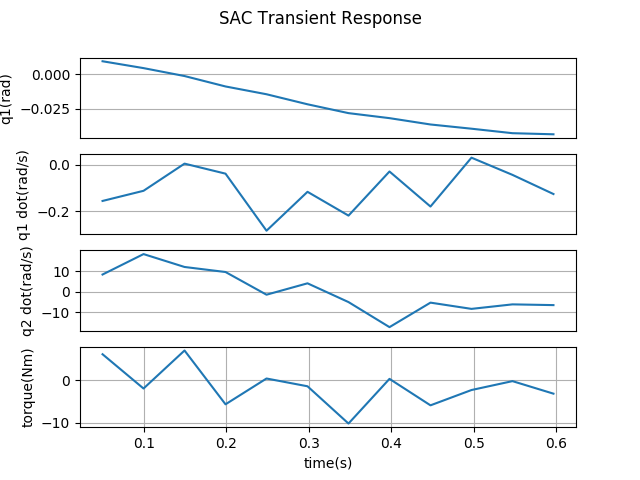 SAC Transient Response
q1(rad)
0.000
−0.025
q1 dot(rad/s)
0.0
−0.2
q2 dot(rad/s)
10
0
−10
torque(Nm)
0
−10
0.1 0.2 0.3 0.4 0.5 0.6
time(s)